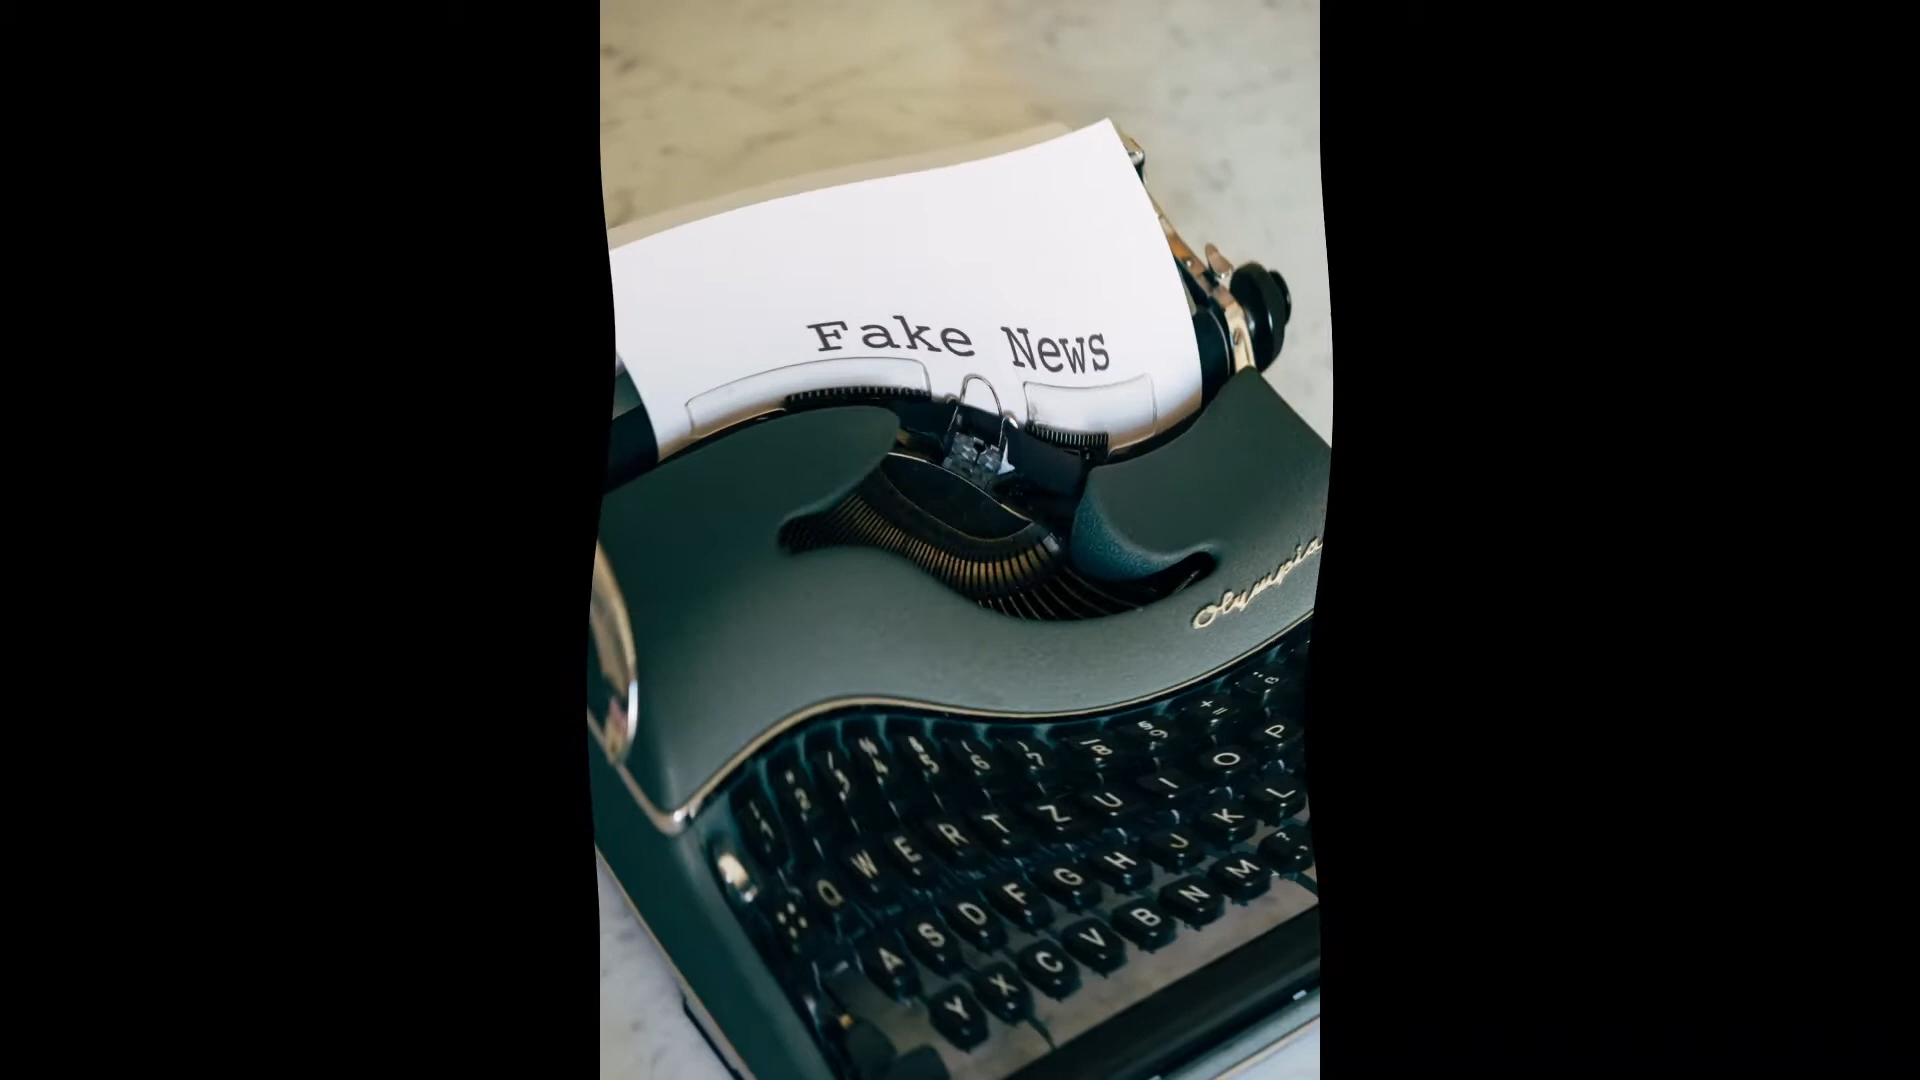 Fake News
Olympia
Q W E R T Z U I O P
A S D F G H J K L
Y X C V B N M